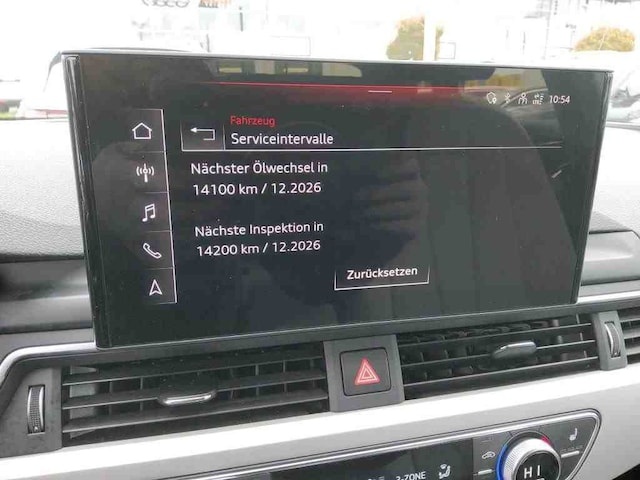 10:54
Fahrzeug
Serviceintervalle
Nächster Ölwechsel in
14100 km / 12.2026
Nächste Inspektion in
14200 km / 12.2026
Zurücksetzen
3-ZONE
HI